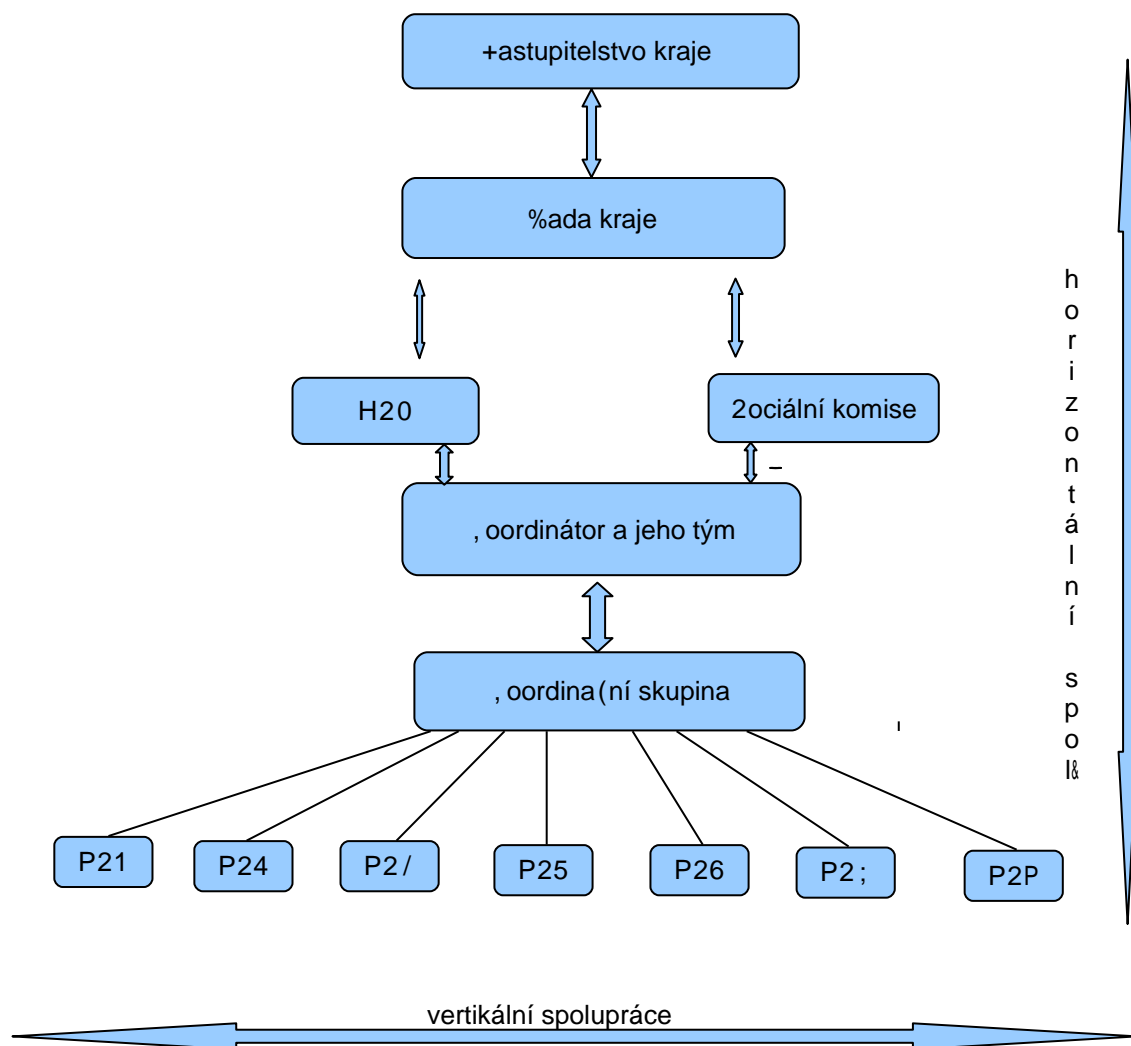 +astupitelstvo kraje
%ada kraje
H20
2ociální komise
–
,oordinátor a jeho tým
,oordina(ní skupina
P21
P24
P2/
P25
P26
P2;
P2P
horizontální spol&
vertikální spolupráce